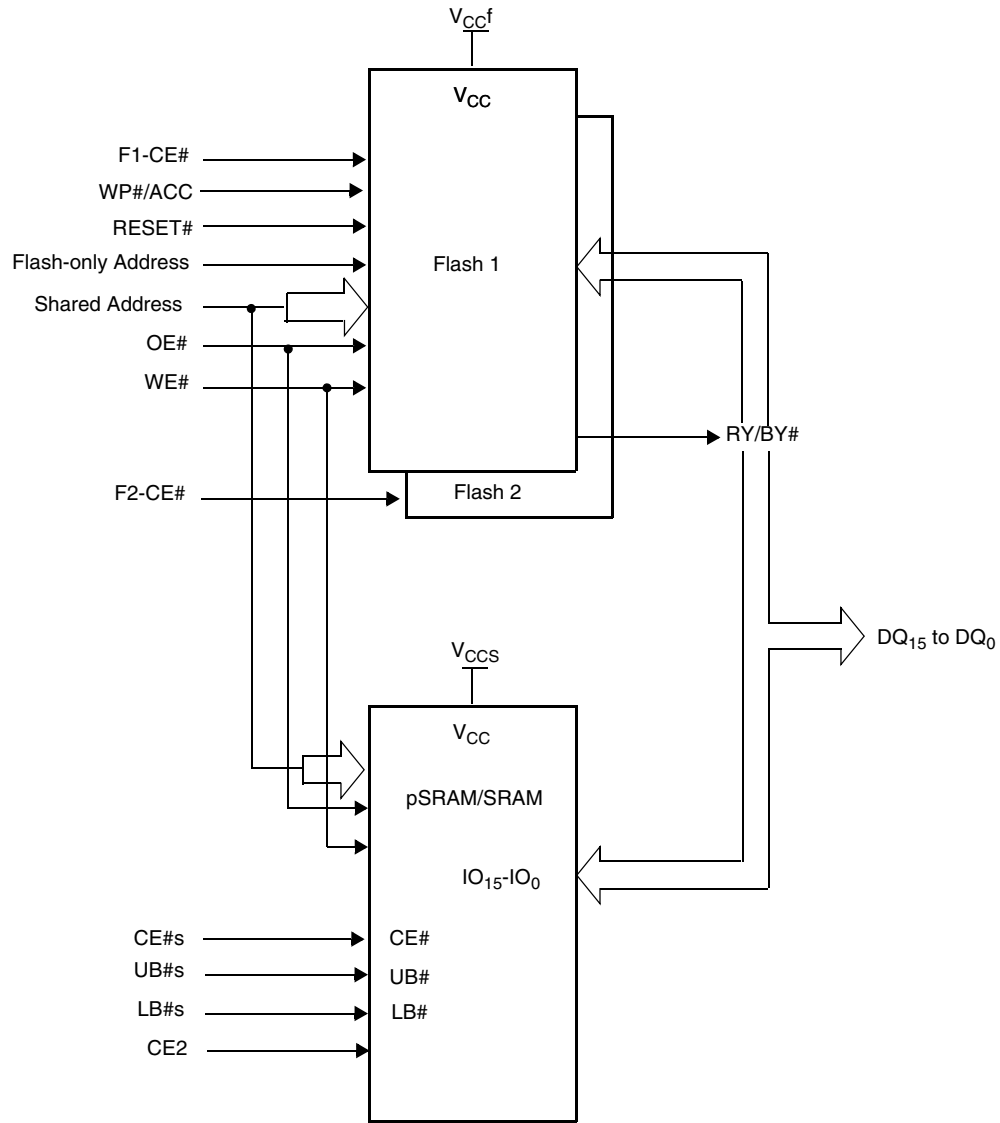 VCCf
VCC
F1-CE#
WP#/ACC
RESET#
Flash-only Address
Flash 1
Shared Address
OE#
WE#
RY/BY#
F2-CE#
Flash 2
DQ15 to DQ0
VCCS
VCC
pSRAM/SRAM
IO15-IO0
CE#s
CE#
UB#s
UB#
LB#s
LB#
CE2